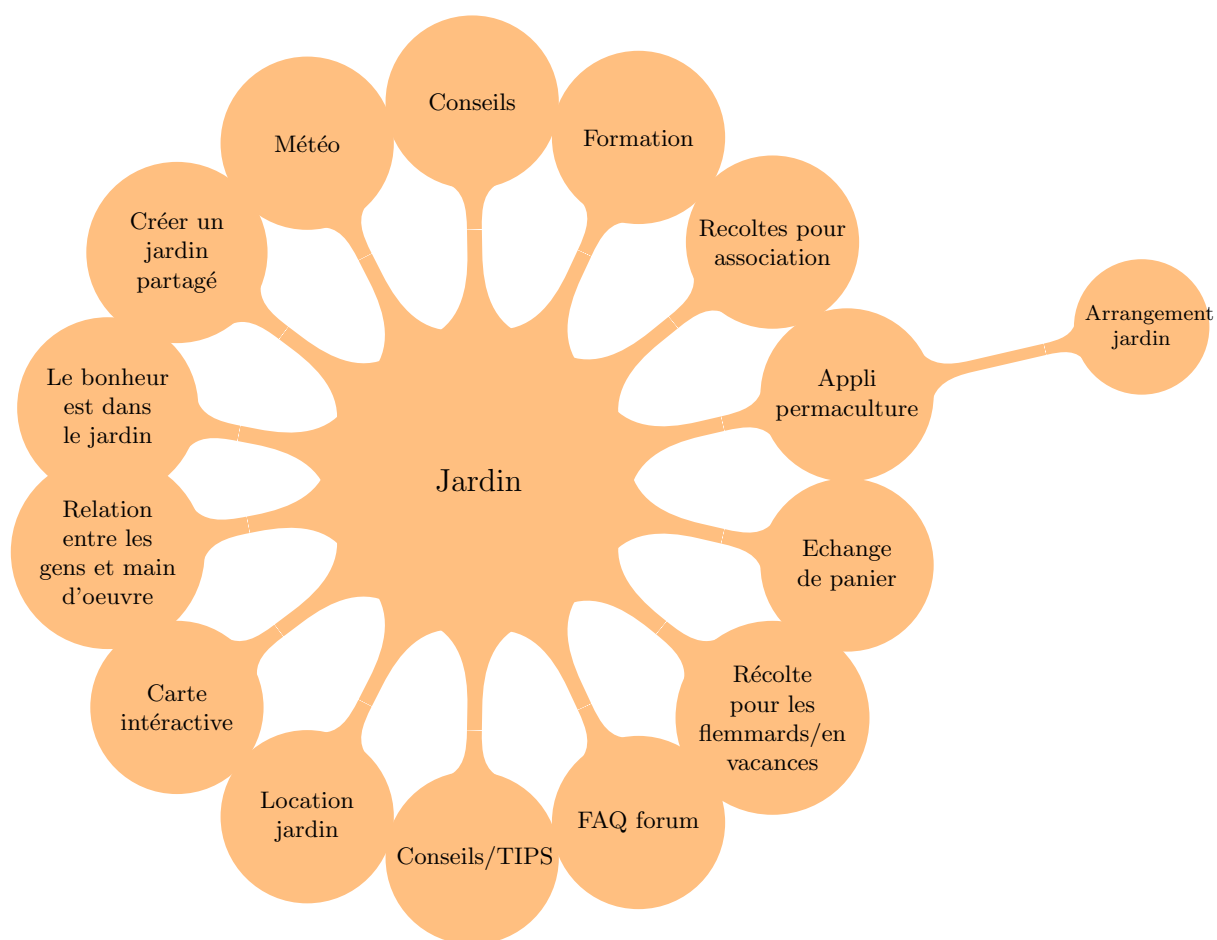 Conseils
Météo
Formation
Créer un
jardin
partagé
Recoltes pour
association
Arrangement
jardin
Le bonheur
est dans
le jardin
Appli
permaculture
Jardin
Relation
entre les
gens et main
d'oeuvre
Echange
de panier
Carte
intéractive
Récolte
pour les
flemmards/en
vacances
Location
jardin
FAQ forum
Conseils/TIPS